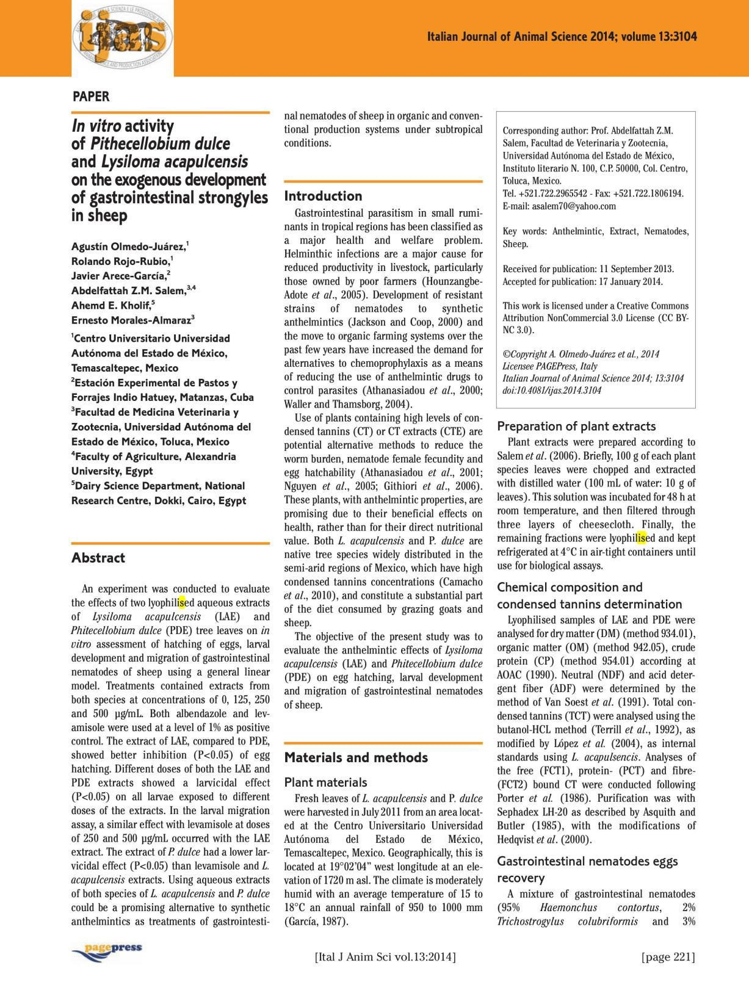 ijas
Italian Journal of Animal Science 2014; volume 13:3104
PAPER
In vitro activity
of Pithecellobium dulce
and Lysiloma acapulcensis
on the exogenous development
of gastrointestinal strongyles
in sheep
Agustín Olmedo-Juárez,1
Rolando Rojo-Rubio,1
Javier Arece-García,2
Abdelfattah Z.M. Salem,3,4
Ahemd E. Kholif,5
Ernesto Morales-Almaraz3
1Centro Universitario Universidad
Autónoma del Estado de México,
Temascaltepec, Mexico
2Estación Experimental de Pastos y
Forrajes Indio Hatuey, Matanzas, Cuba
3Facultad de Medicina Veterinaria y
Zootecnia, Universidad Autónoma del
Estado de México, Toluca, Mexico
4Faculty of Agriculture, Alexandria
University, Egypt
5Dairy Science Department, National
Research Centre, Dokki, Cairo, Egypt
Abstract
An experiment was conducted to evaluate
the effects of two lyophilised aqueous extracts
of Lysiloma acapulcensis (LAE) and
Phitecellobium dulce (PDE) tree leaves on in
vitro assessment of hatching of eggs, larval
development and migration of gastrointestinal
nematodes of sheep using a general linear
model. Treatments contained extracts from
both species at concentrations of 0, 125, 250
and 500 µg/mL. Both albendazole and lev-
amisole were used at a level of 1% as positive
control. The extract of LAE, compared to PDE,
showed better inhibition (P<0.05) of egg
hatching. Different doses of both the LAE and
PDE extracts showed a larvicidal effect
(P<0.05) on all larvae exposed to different
doses of the extracts. In the larval migration
assay, a similar effect with levamisole at doses
of 250 and 500 µg/mL occurred with the LAE
extract. The extract of P. dulce had a lower lar-
vicidal effect (P<0.05) than levamisole and L.
acapulcensis extracts. Using aqueous extracts
of both species of L. acapulcensis and P. dulce
could be a promising alternative to synthetic
anthelmintics as treatments of gastrointesti-
nal nematodes of sheep in organic and conven-
tional production systems under subtropical
conditions.
Introduction
Gastrointestinal parasitism in small rumi-
nants in tropical regions has been classified as
a major health and welfare problem.
Helminthic infections are a major cause for
reduced productivity in livestock, particularly
those owned by poor farmers (Hounzangbe-
Adote et al., 2005). Development of resistant
strains of nematodes to synthetic
anthelmintics (Jackson and Coop, 2000) and
the move to organic farming systems over the
past few years have increased the demand for
alternatives to chemoprophylaxis as a means
of reducing the use of anthelmintic drugs to
control parasites (Athanasiadou et al., 2000;
Waller and Thamsborg, 2004).
Use of plants containing high levels of con-
densed tannins (CT) or CT extracts (CTE) are
potential alternative methods to reduce the
worm burden, nematode female fecundity and
egg hatchability (Athanasiadou et al., 2001;
Nguyen et al., 2005; Githiori et al., 2006).
These plants, with anthelmintic properties, are
promising due to their beneficial effects on
health, rather than for their direct nutritional
value. Both L. acapulcensis and P. dulce are
native tree species widely distributed in the
semi-arid regions of Mexico, which have high
condensed tannins concentrations (Camacho
et al., 2010), and constitute a substantial part
of the diet consumed by grazing goats and
sheep.
The objective of the present study was to
evaluate the anthelmintic effects of Lysiloma
acapulcensis (LAE) and Phitecellobium dulce
(PDE) on egg hatching, larval development
and migration of gastrointestinal nematodes
of sheep.
Materials and methods
Plant materials
Fresh leaves of L. acapulcensis and P. dulce
were harvested in July 2011 from an area locat-
ed at the Centro Universitario Universidad
Autónoma del Estado de México,
Temascaltepec, Mexico. Geographically, this is
located at 19°02’04” west longitude at an ele-
vation of 1720 m asl. The climate is moderately
humid with an average temperature of 15 to
18°C an annual rainfall of 950 to 1000 mm
(García, 1987).
Corresponding author: Prof. Abdelfattah Z.M.
Salem, Facultad de Veterinaria y Zootecnia,
Universidad Autónoma del Estado de México,
Instituto literario N. 100, C.P. 50000, Col. Centro,
Toluca, Mexico.
Tel. +521.722.2965542 - Fax: +521.722.1806194.
E-mail: asalem70@yahoo.com
Key words: Anthelmintic, Extract, Nematodes,
Sheep.
Received for publication: 11 September 2013.
Accepted for publication: 17 January 2014.
This work is licensed under a Creative Commons
Attribution NonCommercial 3.0 License (CC BY-
NC 3.0).
©Copyright A. Olmedo-Juárez et al., 2014
Licensee PAGEPress, Italy
Italian Journal of Animal Science 2014; 13:3104
doi:10.4081/ijas.2014.3104
Preparation of plant extracts
Plant extracts were prepared according to
Salem et al. (2006). Briefly, 100 g of each plant
species leaves were chopped and extracted
with distilled water (100 mL of water: 10 g of
leaves). This solution was incubated for 48 h at
room temperature, and then filtered through
three layers of cheesecloth. Finally, the
remaining fractions were lyophilised and kept
refrigerated at 4°C in air-tight containers until
use for biological assays.
Chemical composition and
condensed tannins determination
Lyophilised samples of LAE and PDE were
analysed for dry matter (DM) (method 934.01),
organic matter (OM) (method 942.05), crude
protein (CP) (method 954.01) according at
AOAC (1990). Neutral (NDF) and acid deter-
gent fiber (ADF) were determined by the
method of Van Soest et al. (1991). Total con-
densed tannins (TCT) were analysed using the
butanol-HCL method (Terrill et al., 1992), as
modified by López et al. (2004), as internal
standards using L. acapulsencis. Analyses of
the free (FCT1), protein- (PCT) and fibre-
(FCT2) bound CT were conducted following
Porter et al. (1986). Purification was with
Sephadex LH-20 as described by Asquith and
Butler (1985), with the modifications of
Hedqvist et al. (2000).
Gastrointestinal nematodes eggs
recovery
A mixture of gastrointestinal nematodes
(95% Haemonchus contortus, 2%
Trichostrogylus colubriformis and 3%
pagepress
[Ital J Anim Sci vol.13:2014]
[page 221]